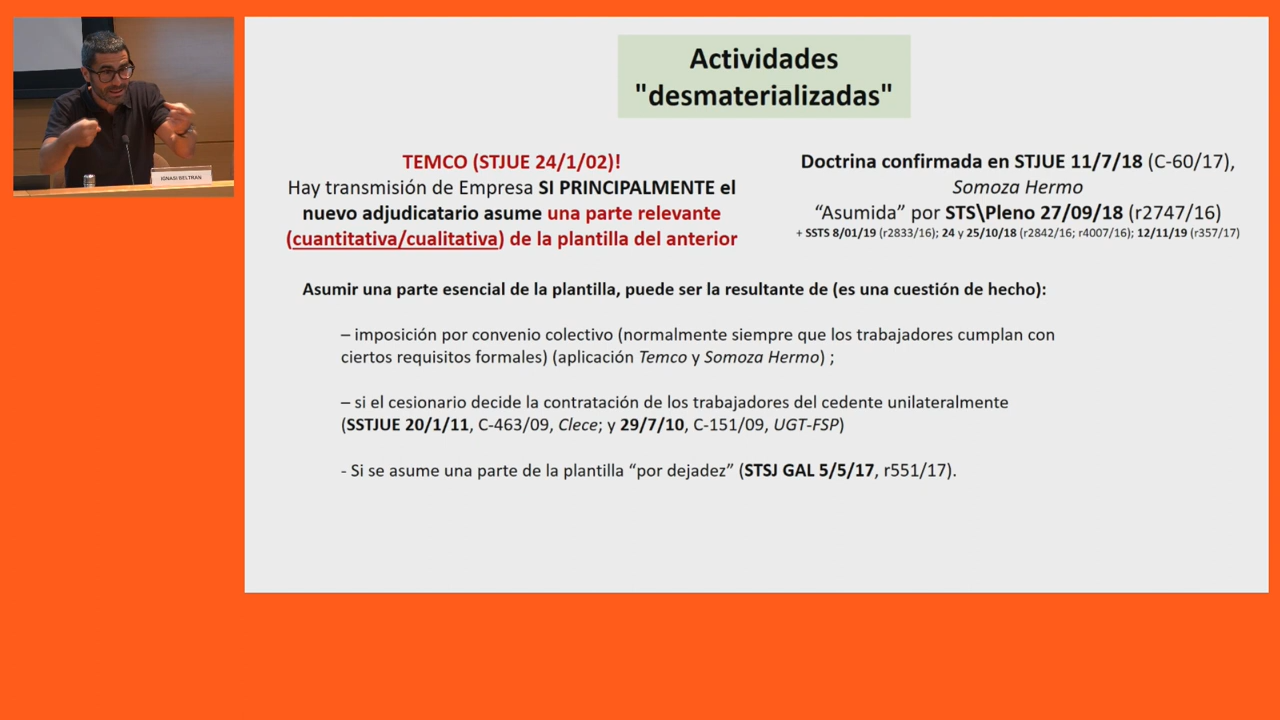 IGNASI BELTRAN
Actividades
"desmaterializadas"
TEMCO (STJUE 24/1/02)!
Hay transmisión de Empresa SI PRINCIPALMENTE el
nuevo adjudicatario asume una parte relevante
(cuantitativa/cualitativa) de la plantilla del anterior
Doctrina confirmada en STJUE 11/7/18 (C-60/17),
Somoza Hermo
“Asumida” por STS\Pleno 27/09/18 (r2747/16)
+ SSTS 8/01/19 (r2833/16); 24 y 25/10/18 (r2842/16; r4007/16); 12/11/19 (r357/17)
Asumir una parte esencial de la plantilla, puede ser la resultante de (es una cuestión de hecho):
– imposición por convenio colectivo (normalmente siempre que los trabajadores cumplan con
ciertos requisitos formales) (aplicación Temco y Somoza Hermo) ;
– si el cesionario decide la contratación de los trabajadores del cedente unilateralmente
(SSTJUE 20/1/11, C-463/09, Clece; y 29/7/10, C-151/09, UGT-FSP)
- Si se asume una parte de la plantilla “por dejadez” (STSJ GAL 5/5/17, r551/17).